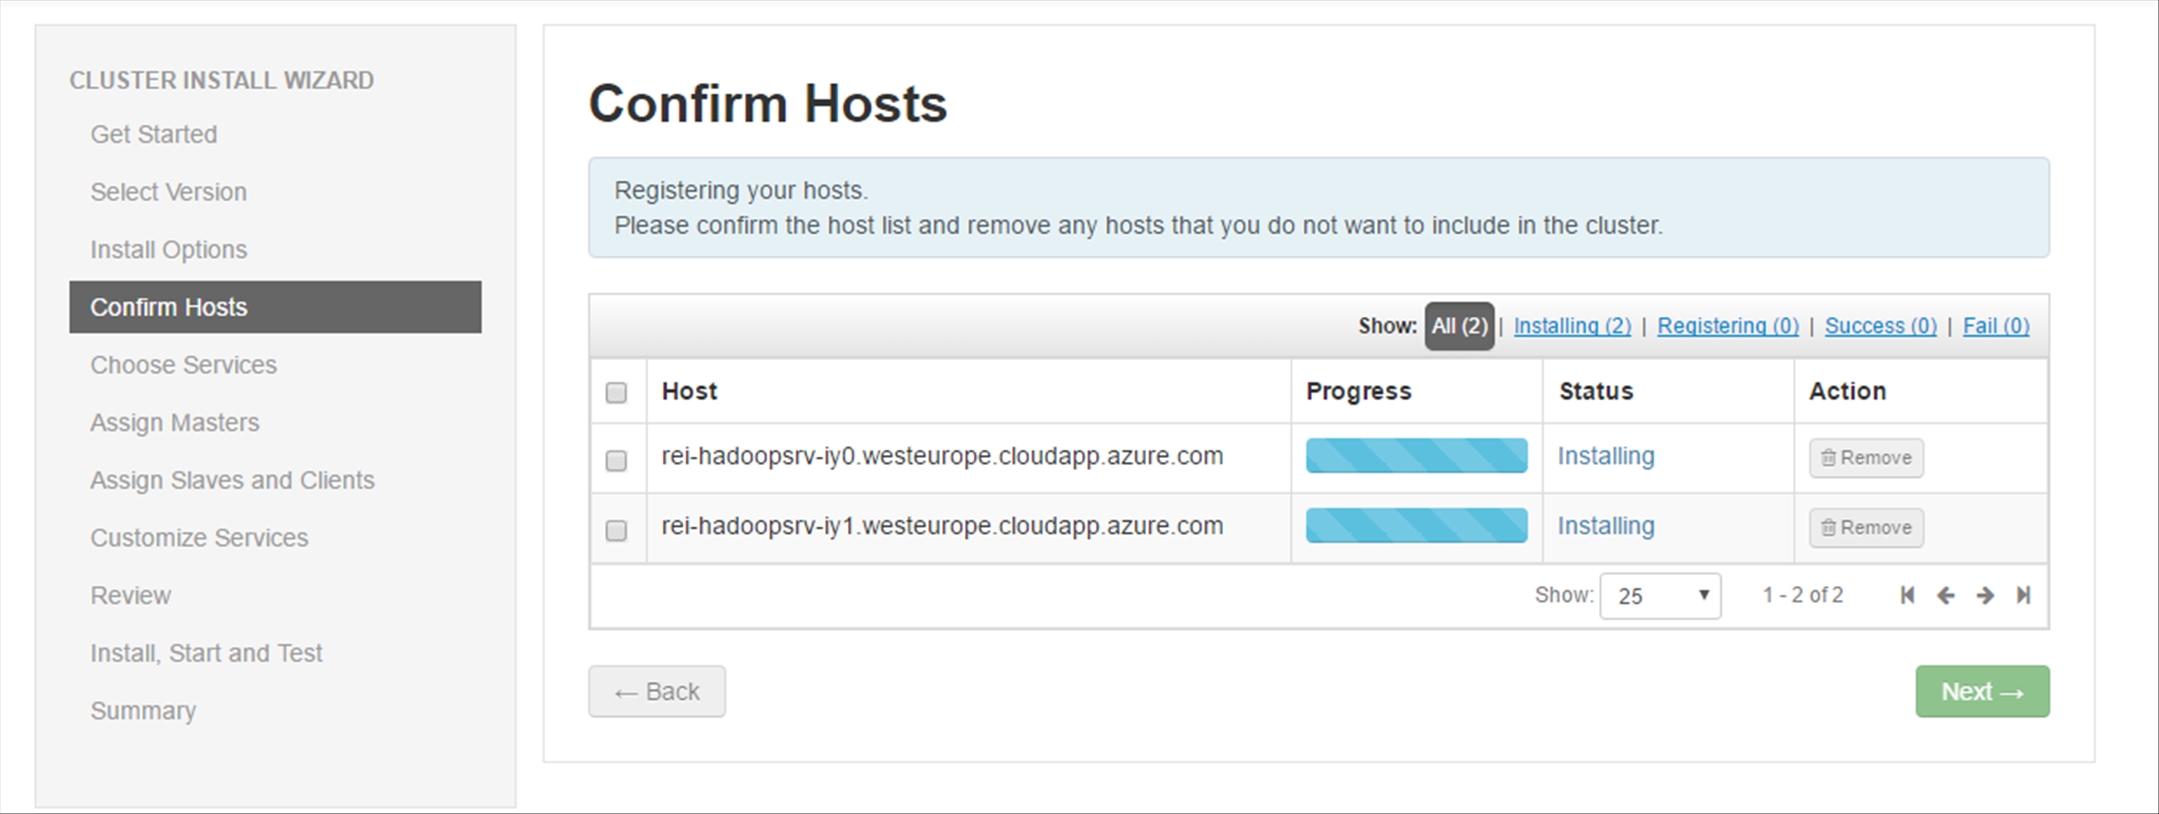 CLUSTER INSTALL WIZARD
Get Started
Select Version
Install Options
Confirm Hosts
Choose Services
Assign Masters
Assign Slaves and Clients
Customize Services
Review
Install, Start and Test
Summary
Confirm Hosts
Registering your hosts.
Please confirm the host list and remove any hosts that you do not want to include in the cluster.
Show: All (2) | Installing (2) | Registering (0) | Success (0) | Fail (0)
Host Progress Status Action
rei-hadoopsrv-iy0.westeurope.cloudapp.azure.com Installing Remove
rei-hadoopsrv-iy1.westeurope.cloudapp.azure.com Installing Remove
Show: 25 1 - 2 of 2
← Back Next →